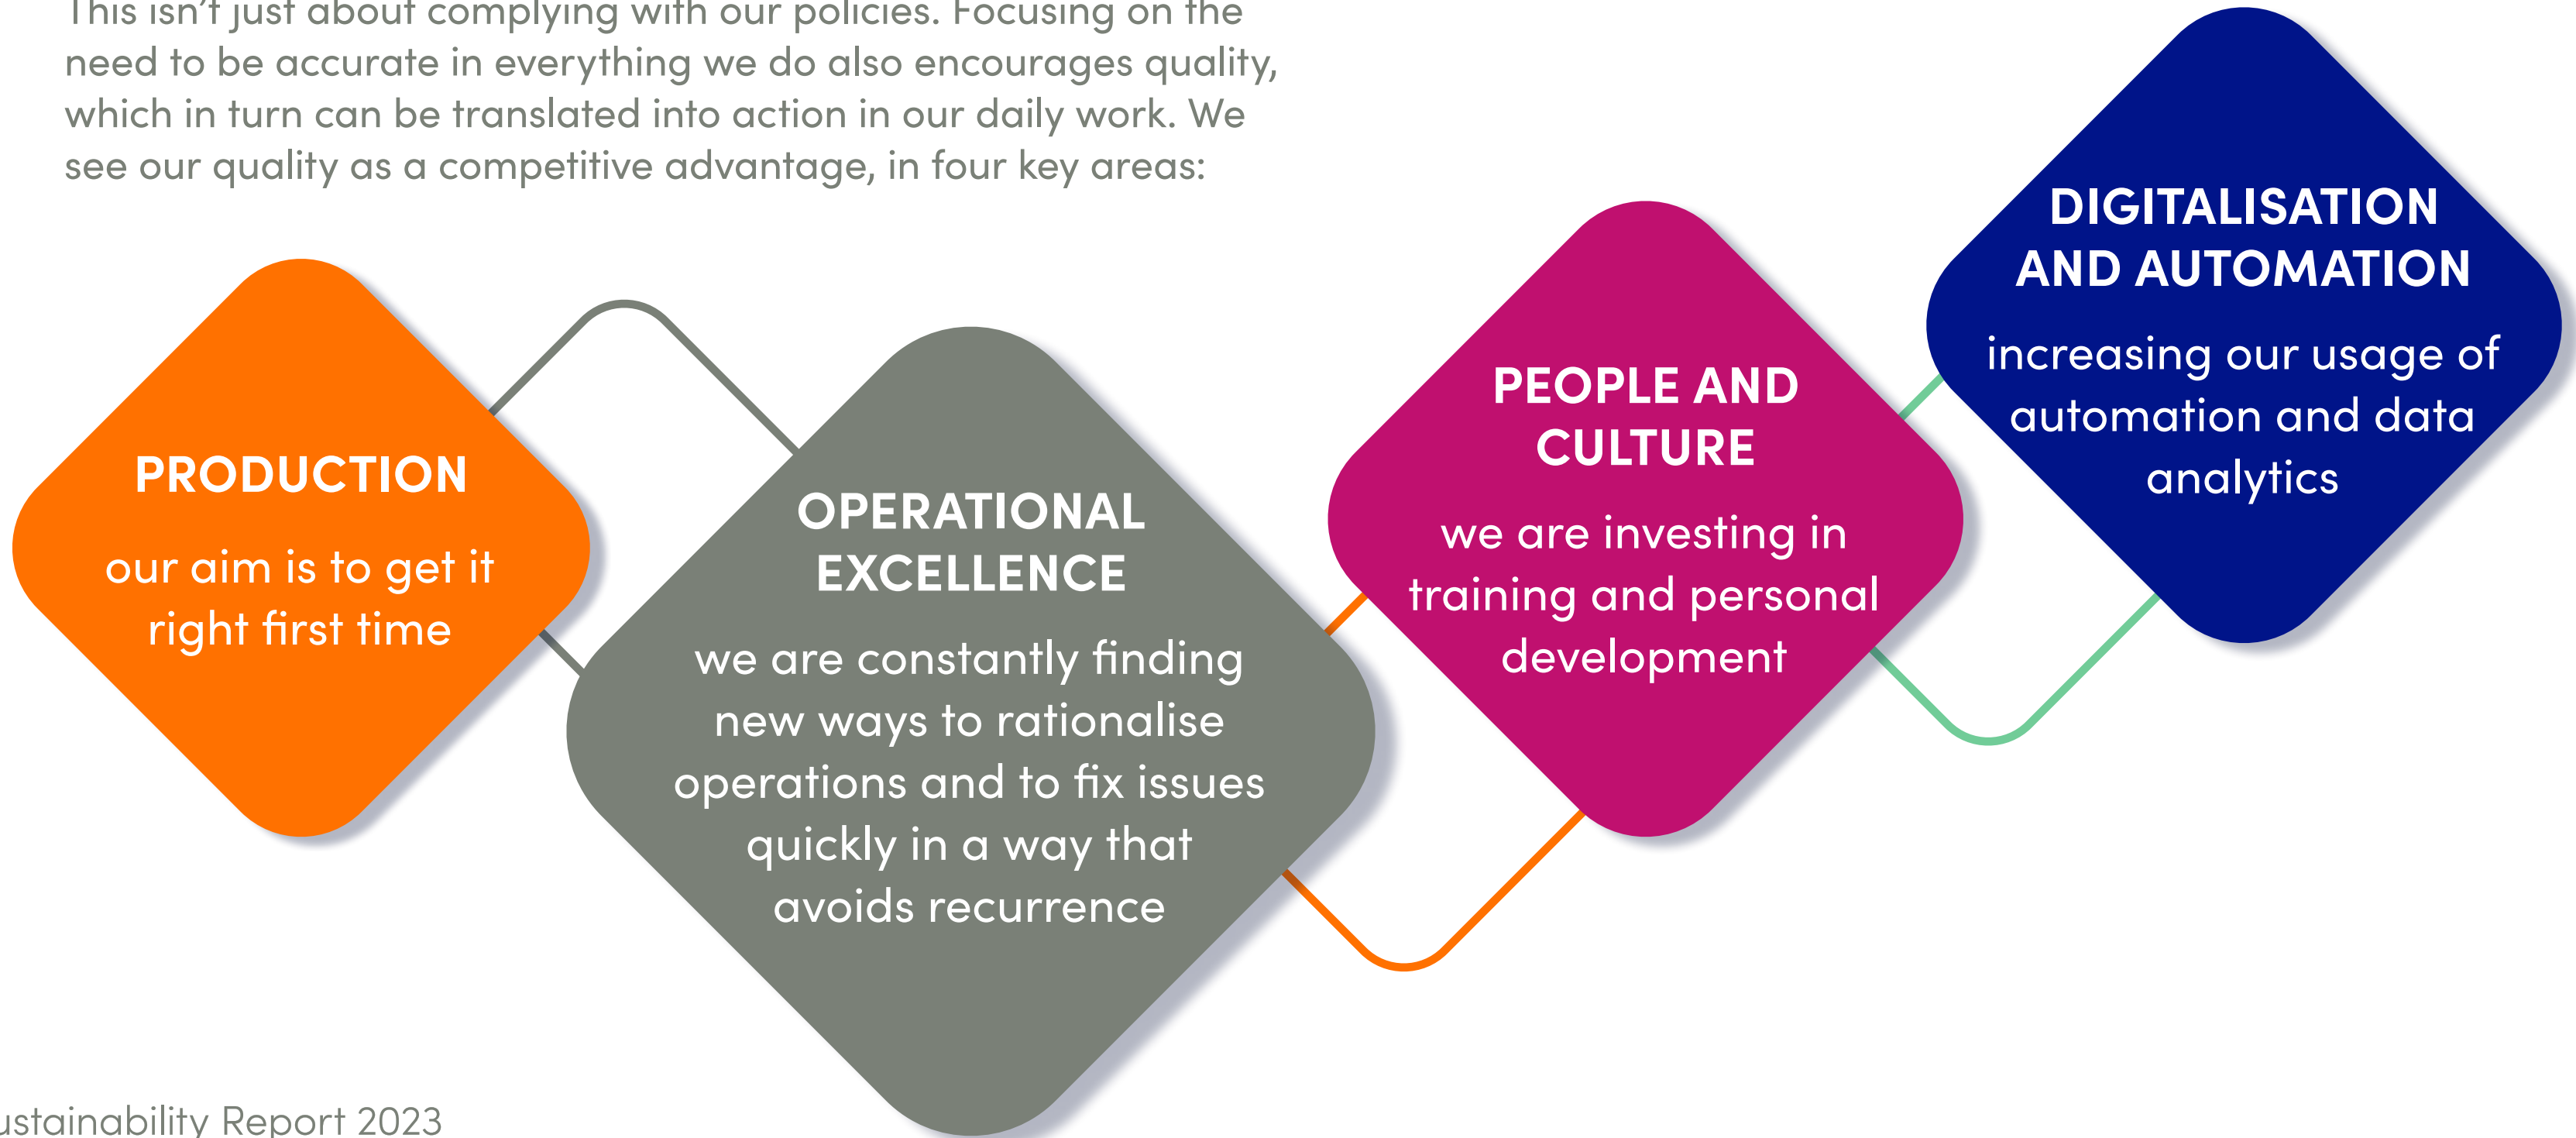 This isn't just about complying with our policies. Focusing on the
need to be accurate in everything we do also encourages quality,
which in turn can be translated into action in our daily work. We
see our quality as a competitive advantage, in four key areas:
PRODUCTION
our aim is to get it
right first time
OPERATIONAL
EXCELLENCE
we are constantly finding
new ways to rationalise
operations and to fix issues
quickly in a way that
avoids recurrence
PEOPLE AND
CULTURE
we are investing in
training and personal
development
DIGITALISATION
AND AUTOMATION
increasing our usage of
automation and data
analytics
ustainability Report 2023